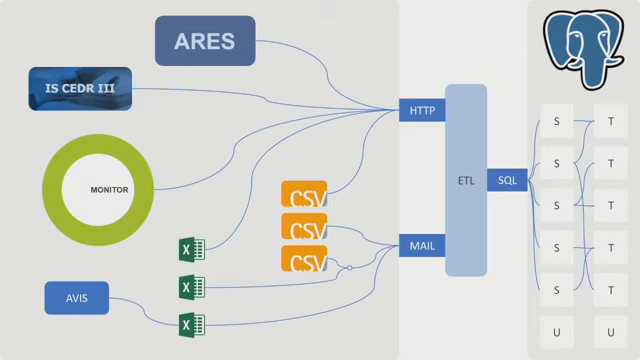 ARES
IS CEDR III
MONITOR
AVIS
CSV
CSV
CSV
X
X
X
HTTP
MAIL
ETL
SQL
S T
S T
S T
S T
S T
U U